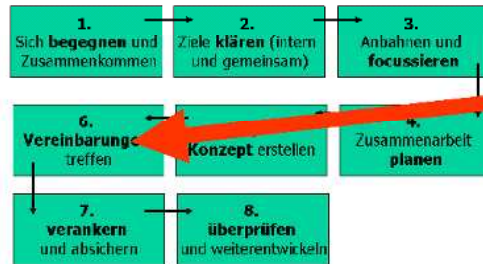 1.
Sich begegnen und
Zusammenkommen
2.
Ziele klären (intern
und gemeinsam)
3.
Anbahnen und
focussieren
4.
Zusammenarbeit
planen
Konzept erstellen
6.
Vereinbarung
treffen
7.
verankern
und absichern
8.
überprüfen
und weiterentwickeln